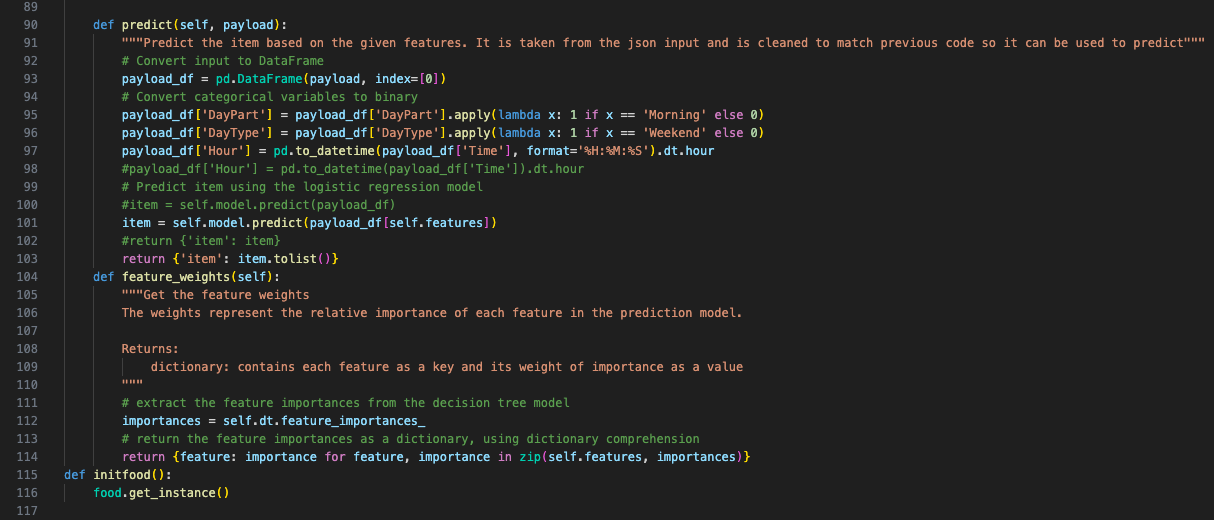 89
90 def predict(self, payload):
91 """Predict the item based on the given features. It is taken from the json input and is cleaned to match previous code so it can be used to predict"""
92 # Convert input to DataFrame
93 payload_df = pd.DataFrame(payload, index=[0])
94 # Convert categorical variables to binary
95 payload_df['DayPart'] = payload_df['DayPart'].apply(lambda x: 1 if x == 'Morning' else 0)
96 payload_df['DayType'] = payload_df['DayType'].apply(lambda x: 1 if x == 'Weekend' else 0)
97 payload_df['Hour'] = pd.to_datetime(payload_df['Time'], format='%H:%M:%S').dt.hour
98 #payload_df['Hour'] = pd.to_datetime(payload_df['Time']).dt.hour
99 # Predict item using the logistic regression model
100 #item = self.model.predict(payload_df)
101 item = self.model.predict(payload_df[self.features])
102 #return {'item': item}
103 return {'item': item.tolist()}
104 def feature_weights(self):
105 """Get the feature weights
106 The weights represent the relative importance of each feature in the prediction model.
107
108 Returns:
109 dictionary: contains each feature as a key and its weight of importance as a value
110 """
111 # extract the feature importances from the decision tree model
112 importances = self.dt.feature_importances_
113 # return the feature importances as a dictionary, using dictionary comprehension
114 return {feature: importance for feature, importance in zip(self.features, importances)}
115 def initfood():
116 food.get_instance()
117